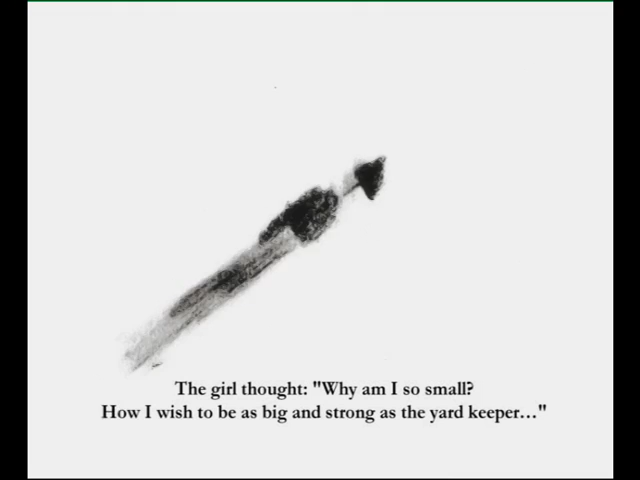 The girl thought: "Why am I so small?
How I wish to be as big and strong as the yard keeper…"